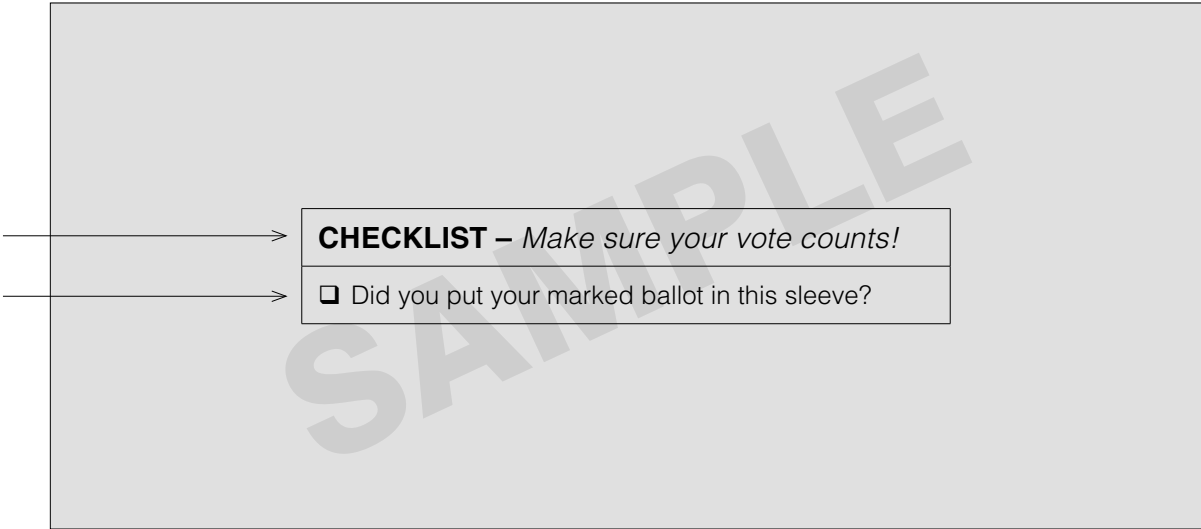 SAMPLE
CHECKLIST – Make sure your vote counts!
❑ Did you put your marked ballot in this sleeve?